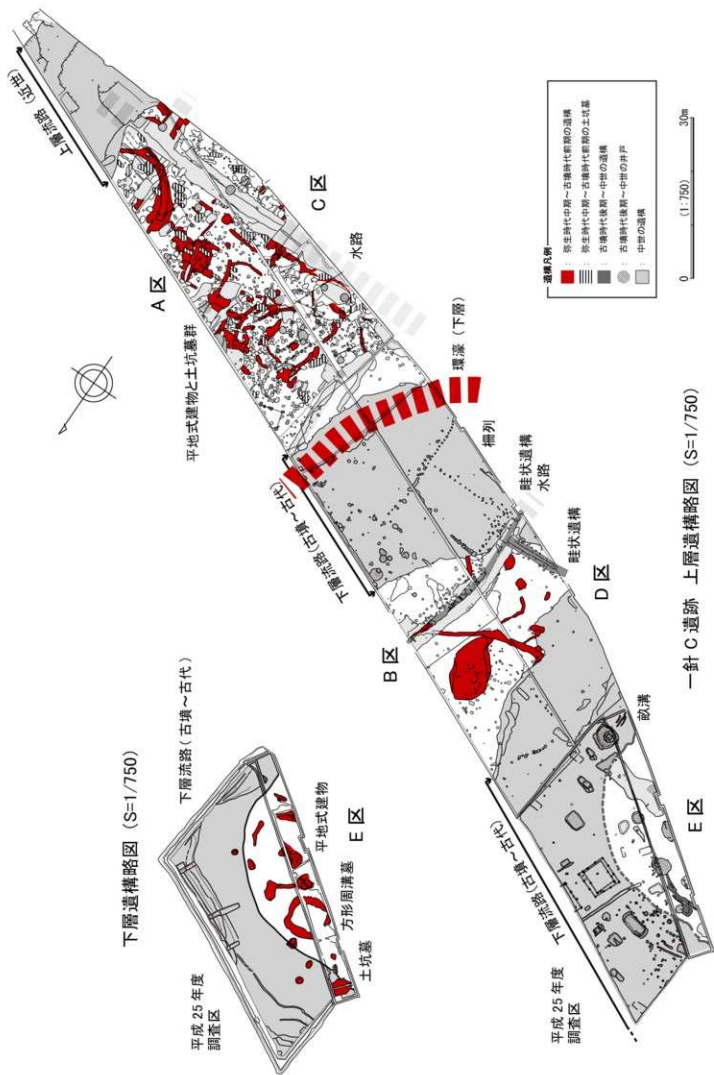 上層流路（近世）
A区
C区
水路
平地式建物と土坑墓群
環濠（下層）
柵列
下層流路（古墳～古代）
畦状遺構
水路
畦状遺構
B区
D区
畝溝
E区
下層流路（古墳～古代）
平成25年度
調査区
一針C遺跡　上層遺構略図（S=1/750）
下層遺構略図（S=1/750）
下層流路（古墳～古代）
平地式建物
E区
方形周溝墓
土坑墓
平成25年度
調査区
遺構凡例
：弥生時代中期～古墳時代前期の遺構
：弥生時代中期～古墳時代前期の土坑墓
：古墳時代後期～中世の遺構
：古墳時代後期～中世の井戸
：中世の遺構
0　（1:750）　30m